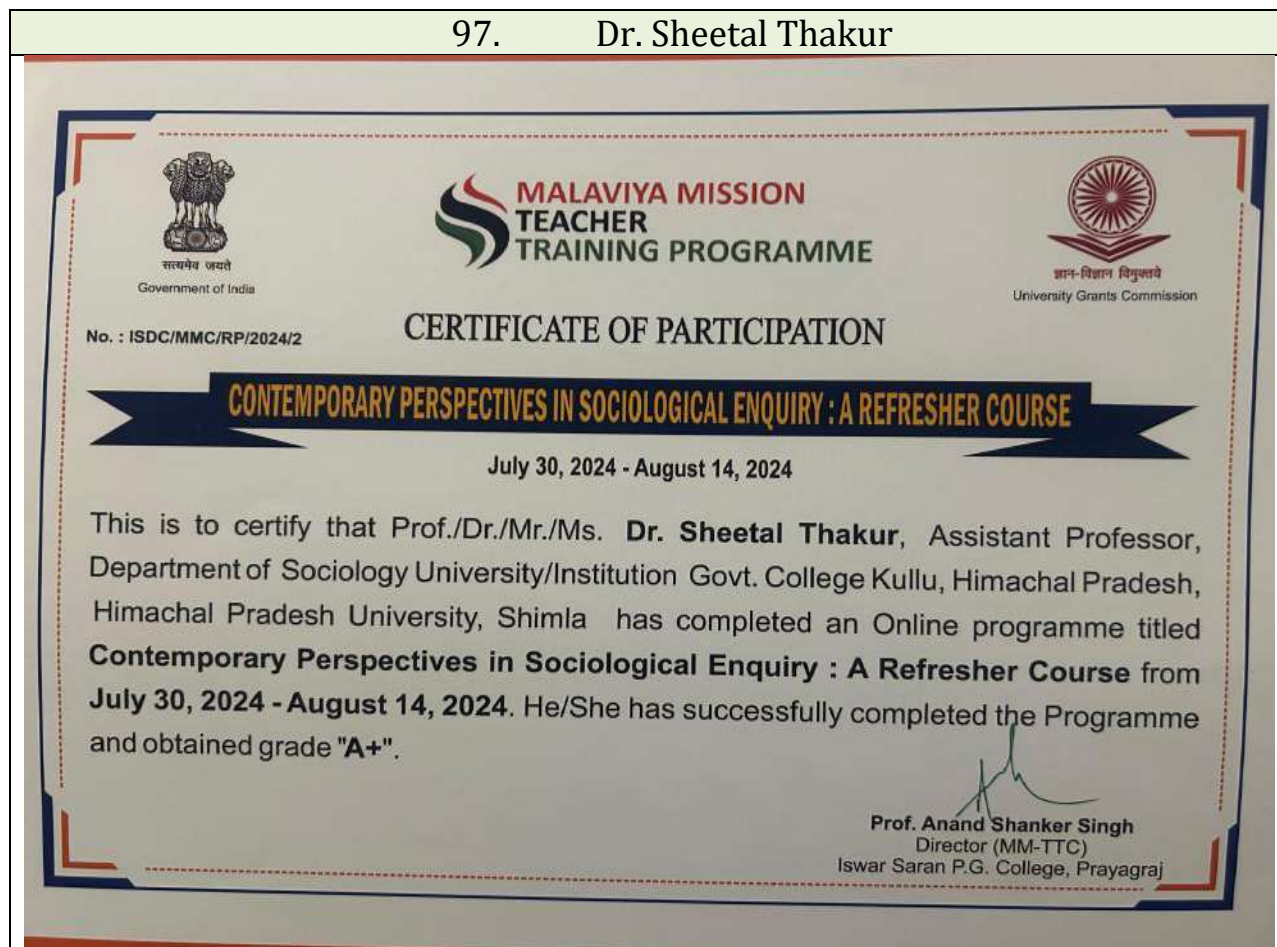 97. Dr. Sheetal Thakur
सत्यमेव जयते
Government of India
MALAVIYA MISSION
TEACHER
TRAINING PROGRAMME
ज्ञान-विज्ञान विमुक्तये
University Grants Commission
No. : ISDC/MMC/RP/2024/2
CERTIFICATE OF PARTICIPATION
CONTEMPORARY PERSPECTIVES IN SOCIOLOGICAL ENQUIRY : A REFRESHER COURSE
July 30, 2024 - August 14, 2024
This is to certify that Prof./Dr./Mr./Ms. Dr. Sheetal Thakur, Assistant Professor,
Department of Sociology University/Institution Govt. College Kullu, Himachal Pradesh,
Himachal Pradesh University, Shimla has completed an Online programme titled
Contemporary Perspectives in Sociological Enquiry : A Refresher Course from
July 30, 2024 - August 14, 2024. He/She has successfully completed the Programme
and obtained grade "A+".
Prof. Anand Shanker Singh
Director (MM-TTC)
Iswar Saran P.G. College, Prayagraj